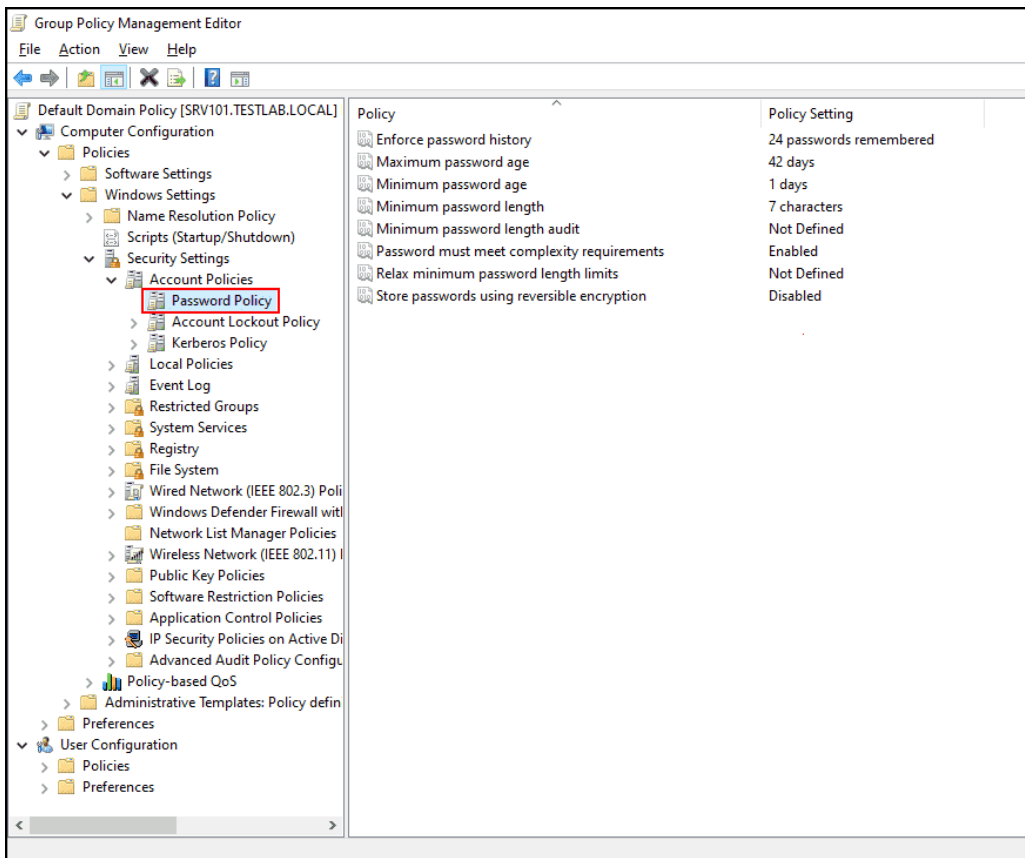 Group Policy Management Editor
File Action View Help
Default Domain Policy [SRV101.TESTLAB.LOCAL]
Computer Configuration
Policies
Software Settings
Windows Settings
Name Resolution Policy
Scripts (Startup/Shutdown)
Security Settings
Account Policies
Password Policy
Account Lockout Policy
Kerberos Policy
Local Policies
Event Log
Restricted Groups
System Services
Registry
File System
Wired Network (IEEE 802.3) Poli
Windows Defender Firewall witl
Network List Manager Policies
Wireless Network (IEEE 802.11) I
Public Key Policies
Software Restriction Policies
Application Control Policies
IP Security Policies on Active Di
Advanced Audit Policy Configu
Policy-based QoS
Administrative Templates: Policy defin
Preferences
User Configuration
Policies
Preferences
Policy Policy Setting
Enforce password history 24 passwords remembered
Maximum password age 42 days
Minimum password age 1 days
Minimum password length 7 characters
Minimum password length audit Not Defined
Password must meet complexity requirements Enabled
Relax minimum password length limits Not Defined
Store passwords using reversible encryption Disabled